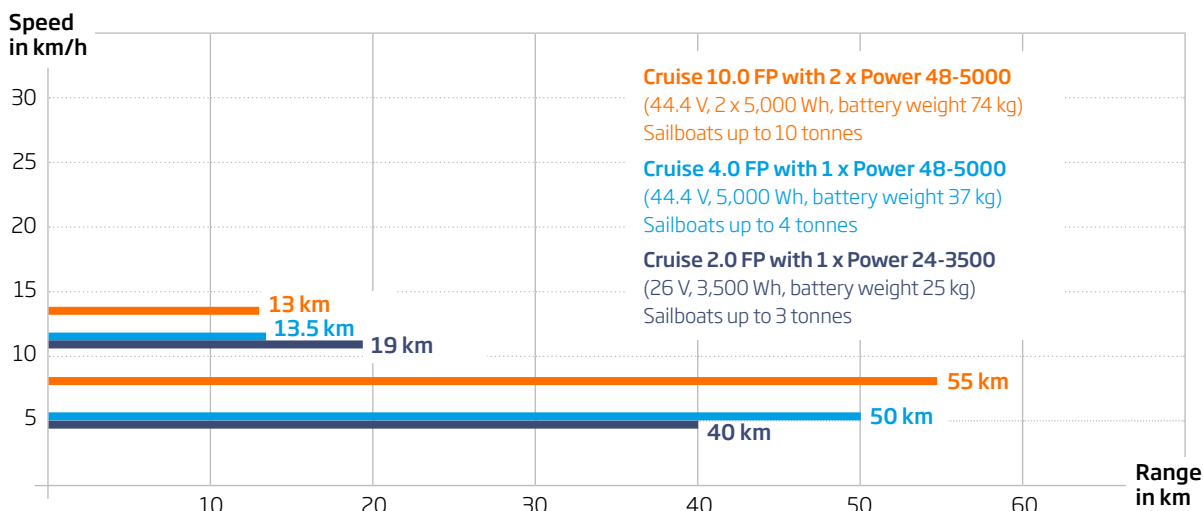 Speed
in km/h
30
25
20
15
10
5
Cruise 10.0 FP with 2 x Power 48-5000
(44.4 V, 2 x 5,000 Wh, battery weight 74 kg)
Sailboats up to 10 tonnes
Cruise 4.0 FP with 1 x Power 48-5000
(44.4 V, 5,000 Wh, battery weight 37 kg)
Sailboats up to 4 tonnes
Cruise 2.0 FP with 1 x Power 24-3500
(26 V, 3,500 Wh, battery weight 25 kg)
Sailboats up to 3 tonnes
13 km
13.5 km
19 km
55 km
50 km
40 km
10 20 30 40 50 60
Range
in km